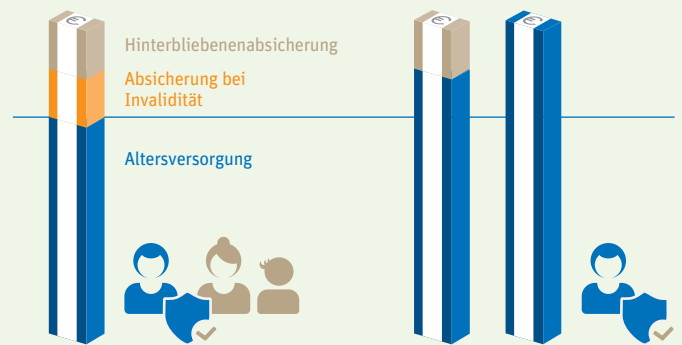 €
€
€
Hinterbliebenenabsicherung
Absicherung bei
Invalidität
Altersversorgung